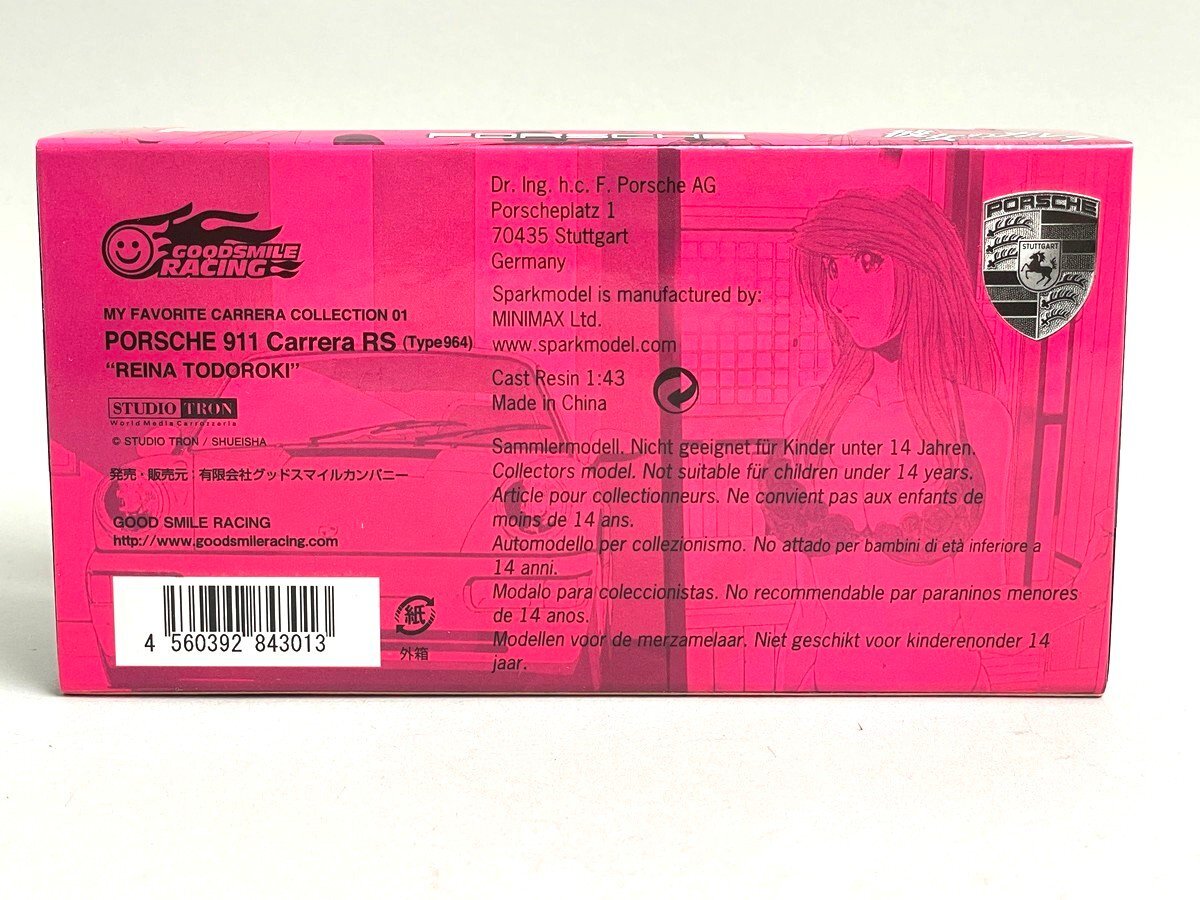 GOODSMILE
RACING
MY FAVORITE CARRERA COLLECTION 01
PORSCHE 911 Carrera RS (Type964)
“REINA TODOROKI”
STUDIO TRON
World Media Carrozzeria
© STUDIO TRON / SHUEISHA
発売・販売元：有限会社グッドスマイルカンパニー
GOOD SMILE RACING
http://www.goodsmileracing.com
4 560392 843013
紙
外箱
Dr. Ing. h.c. F. Porsche AG
Porscheplatz 1
70435 Stuttgart
Germany
Sparkmodel is manufactured by:
MINIMAX Ltd.
www.sparkmodel.com
Cast Resin 1:43
Made in China
Sammlermodell. Nicht geeignet für Kinder unter 14 Jahren.
Collectors model. Not suitable für children under 14 years.
Article pour collectionneurs. Ne convient pas aux enfants de
moins de 14 ans.
Automodello per collezionismo. No attado per bambini di età inferiore a
14 anni.
Modalo para coleccionistas. No recommendable par paraninos menores
de 14 anos.
Modellen voor de merzamelaar. Niet geschikt voor kinderenonder 14
jaar.
PORSCHE
STUTTGART